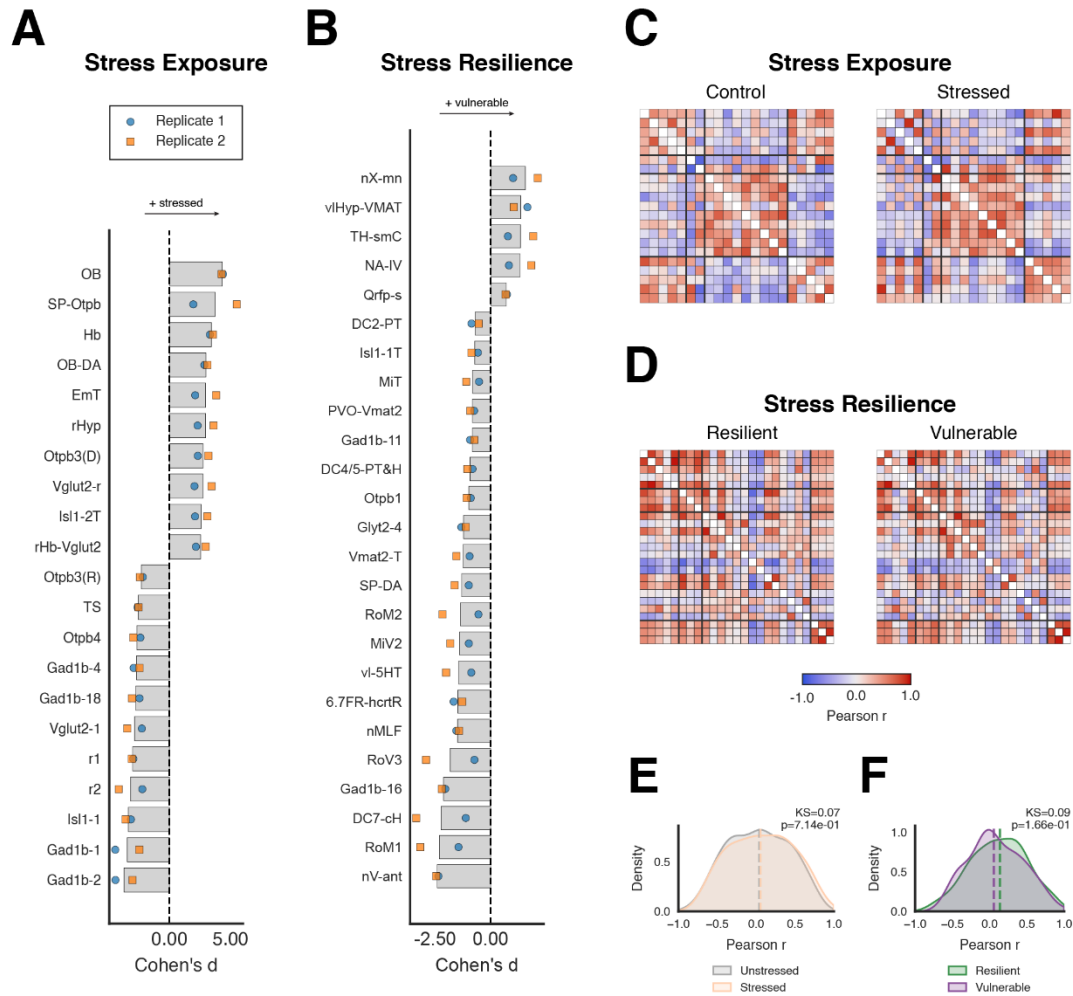 A
Stress Exposure
Replicate 1
Replicate 2
+ stressed
OB
SP-Otpb
Hb
OB-DA
EmT
rHyp
Otpb3(D)
Vglut2-r
Isl1-2T
rHb-Vglut2
Otpb3(R)
TS
Otpb4
Gad1b-4
Gad1b-18
Vglut2-1
r1
r2
Isl1-1
Gad1b-1
Gad1b-2
0.00 5.00
Cohen's d
B
Stress Resilience
+ vulnerable
nX-mn
vlHyp-VMAT
TH-smC
NA-IV
Qrfp-s
DC2-PT
Isl1-1T
MiT
PVO-Vmat2
Gad1b-11
DC4/5-PT&H
Otpb1
Glyt2-4
Vmat2-T
SP-DA
RoM2
MiV2
vl-5HT
6.7FR-hcrtR
nMLF
RoV3
Gad1b-16
DC7-cH
RoM1
nV-ant
-2.50 0.00
Cohen's d
C
Stress Exposure
Control Stressed
D
Stress Resilience
Resilient Vulnerable
-1.0 0.0 1.0
Pearson r
E
KS=0.07
p=7.14e-01
Density
0.5
0.0
-1.0 -0.5 0.0 0.5 1.0
Pearson r
Unstressed
Stressed
F
KS=0.09
p=1.66e-01
Density
1.0
0.5
0.0
-1.0 -0.5 0.0 0.5 1.0
Pearson r
Resilient
Vulnerable